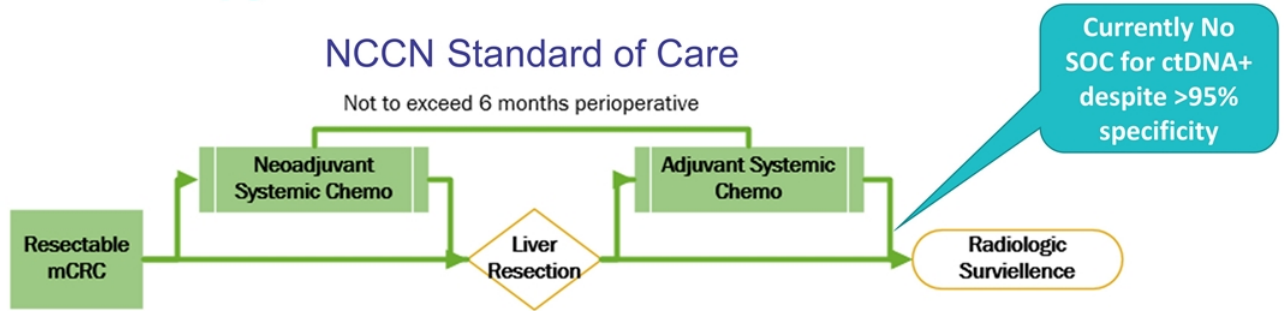 NCCN Standard of Care
Not to exceed 6 months perioperative
Currently No
SOC for ctDNA+
despite >95%
specificity
Neoadjuvant
Systemic Chemo
Adjuvant Systemic
Chemo
Resectable
mCRC
Liver
Resection
Radiologic
Surviellence